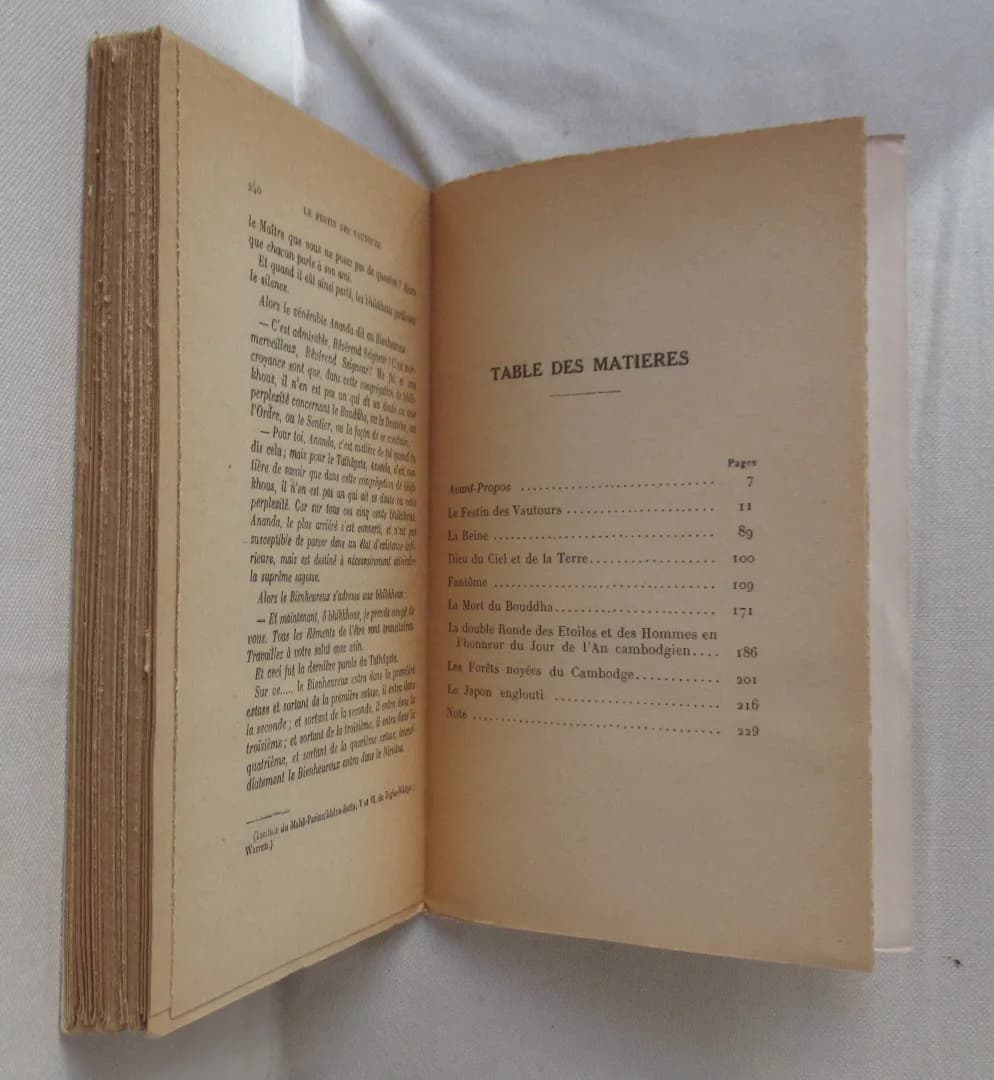 240
LE FESTIN DES VAUTOURS
le Maître que vous ne posez pas de question ? Alors
que chacun parle à son ami.
Et quand il eût ainsi parlé, les bhikkhous gardèrent
le silence.
Alors le vénérable Ananda dit au Bienheureux
— C'est admirable, Révérend Seigneur ! C'est
merveilleux, Révérend Seigneur ! Ma foi et ma
croyance sont que, dans cette congrégation de bhik-
khous, il n'en est pas un qui ait un doute ou une
perplexité concernant le Bouddha, ou la Doctrine, ou
l'Ordre, ou le Sentier, ou la façon de se conduire.
— Pour toi, Ananda, c'est matière de foi quand tu
dis cela ; mais pour le Tathâgata, Ananda, c'est ma-
tière de savoir que dans cette congrégation de bhik-
khous, il n'en est pas un qui ait ce doute ou cette
perplexité. Car sur tous ces cinq cents bhikkhous,
Ananda, le plus arriéré s'est converti, et n'est pas
susceptible de passer dans un état d'existence infé-
rieure, mais est destiné à nécessairement atteindre
la suprême sagesse.
Alors le Bienheureux s'adressa aux bhikkhous :
— Et maintenant, ô bhikkhous, je prends congé de
vous. Tous les éléments de l'être sont transitoires.
Travaillez à votre salut avec soin.
Et ceci fut la dernière parole du Tathâgata.
Sur ce..... le Bienheureux entra dans la première
extase et sortant de la première extase, il entra dans
la seconde ; et sortant de la seconde, il entra dans la
troisième ; et sortant de la troisième, il entra dans la
quatrième, et sortant de la quatrième extase, immé-
diatement le Bienheureux entra dans le Nirvâna.
(Traduit du Mahâ-Parinibbâna-Sutta, V et VI, du Dîgha-Nikâya :
Warren.)
TABLE DES MATIERES
Pages
Avant-Propos .............................. 7
Le Festin des Vautours ....................... 11
La Reine .................................. 89
Dieu du Ciel et de la Terre.................... 100
Fantôme .................................. 109
La Mort du Bouddha......................... 171
La double Ronde des Etoiles et des Hommes en
l'honneur du Jour de l'An cambodgien.... 186
Les Forêts noyées du Cambodge............. 201
Le Japon englouti ......................... 216
Note ...................................... 229